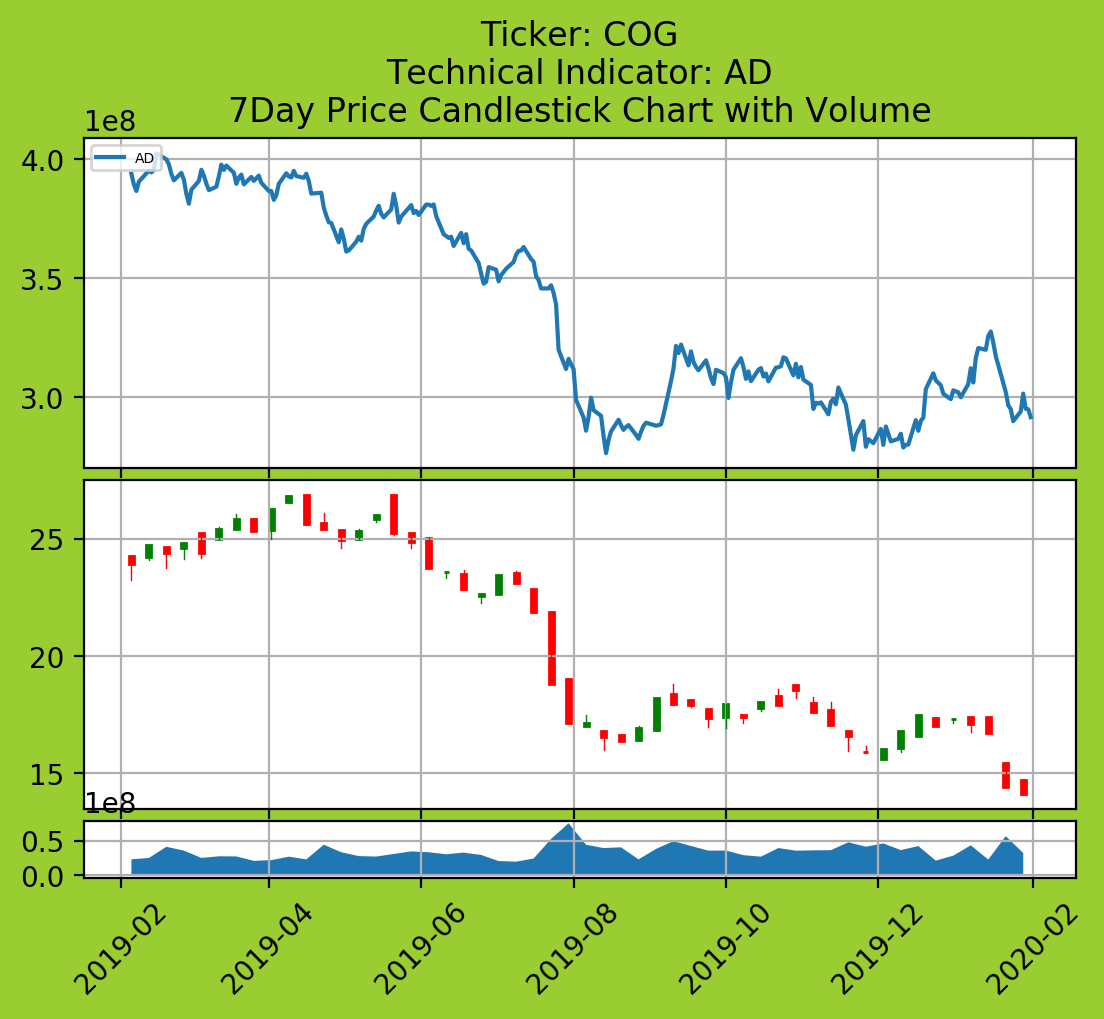 Ticker: COG
Technical Indicator: AD
7Day Price Candlestick Chart with Volume
1e8
AD
4.0
3.5
3.0
25
20
15
1e8
0.5
0.0
2019-02
2019-04
2019-06
2019-08
2019-10
2019-12
2020-02